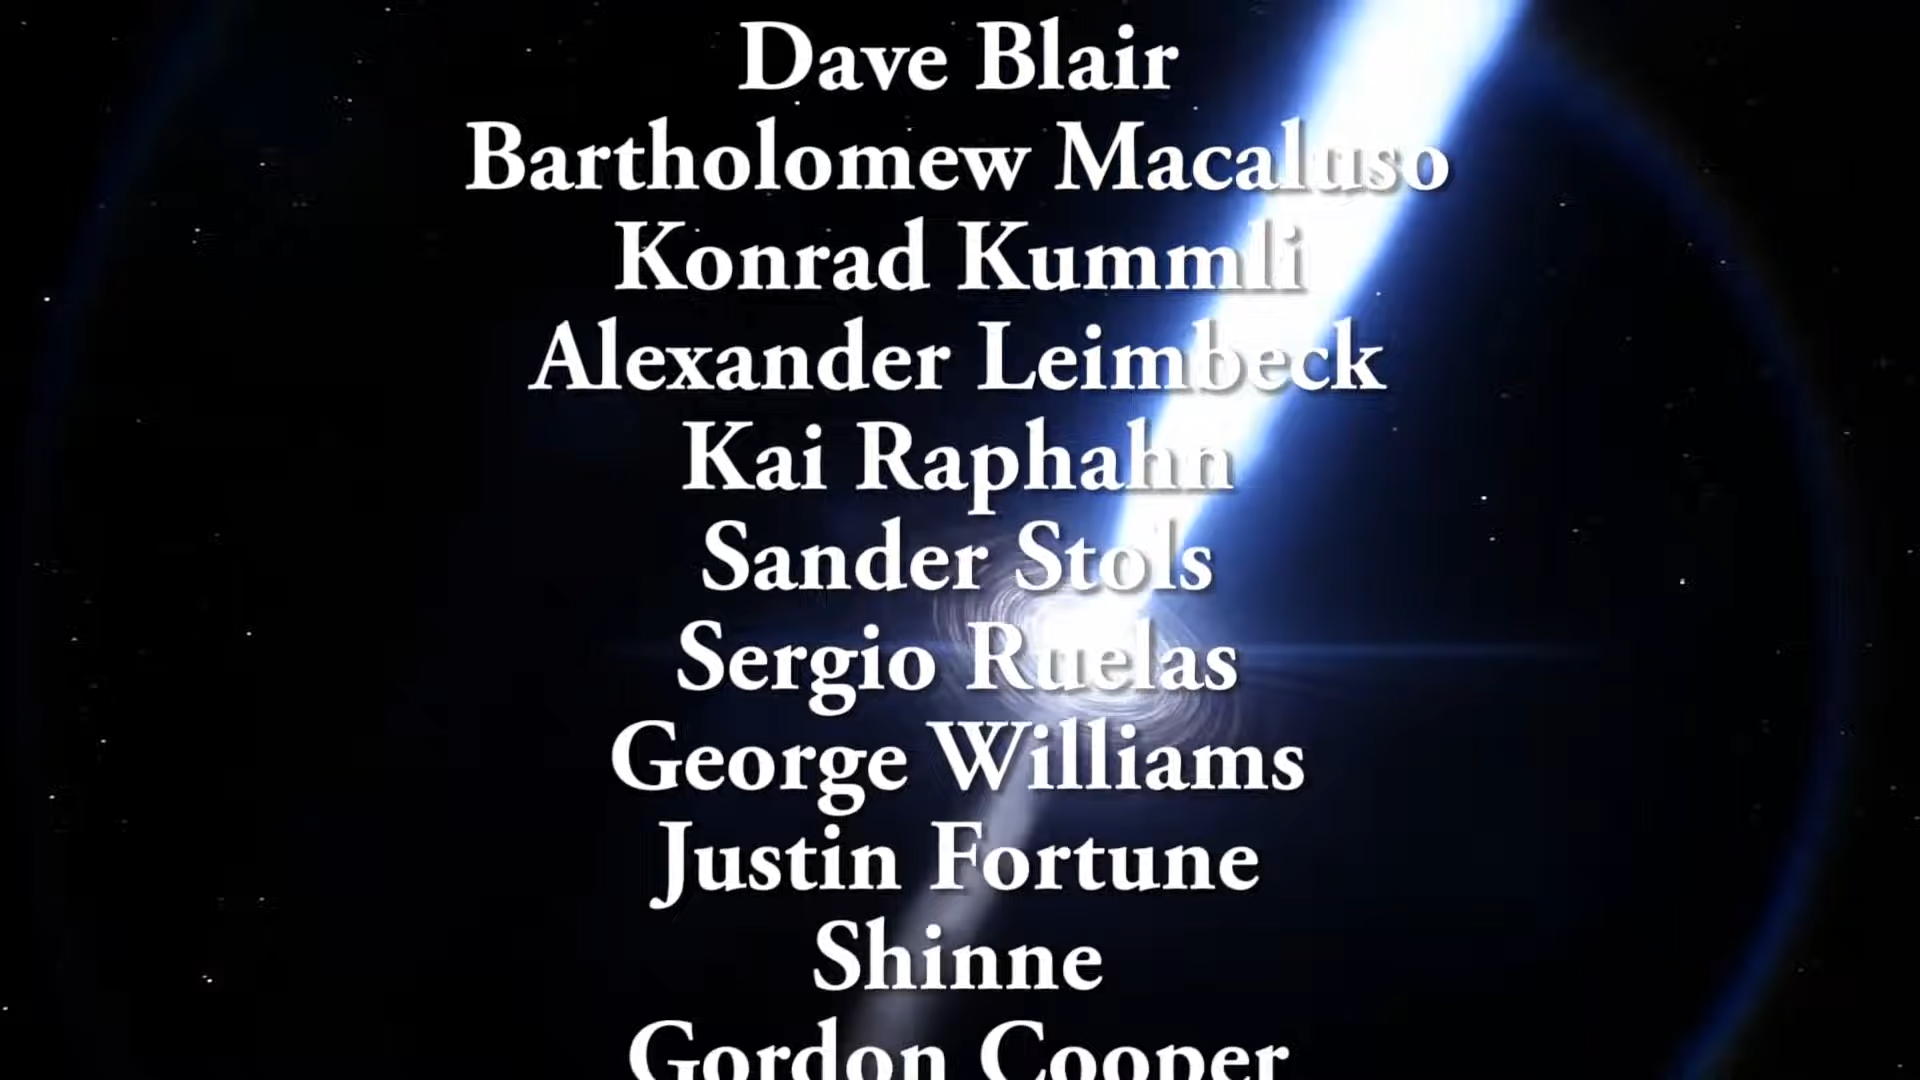 Dave Blair
Bartholomew Macaluso
Konrad Kummli
Alexander Leimbeck
Kai Raphahn
Sander Stols
Sergio Ruelas
George Williams
Justin Fortune
Shinne
Gordon Cooper